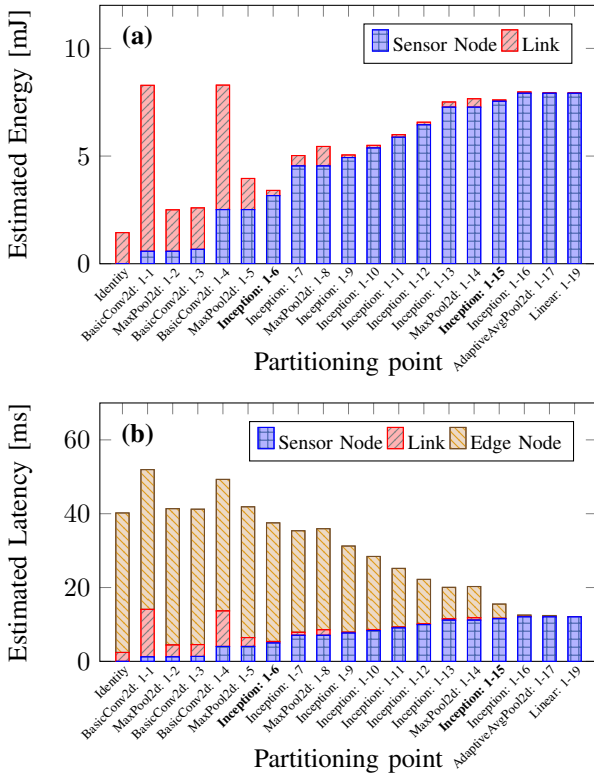 (a)
Sensor Node Link
Estimated Energy [mJ]
10
5
0
Identity
BasicConv2d: 1-1
MaxPool2d: 1-2
BasicConv2d: 1-3
BasicConv2d: 1-4
MaxPool2d: 1-5
Inception: 1-6
Inception: 1-7
MaxPool2d: 1-8
Inception: 1-9
Inception: 1-10
Inception: 1-11
Inception: 1-12
Inception: 1-13
MaxPool2d: 1-14
Inception: 1-15
Inception: 1-16
AdaptiveAvgPool2d: 1-17
Linear: 1-19
Partitioning point
(b)
Sensor Node Link Edge Node
Estimated Latency [ms]
60
40
20
0
Identity
BasicConv2d: 1-1
MaxPool2d: 1-2
BasicConv2d: 1-3
BasicConv2d: 1-4
MaxPool2d: 1-5
Inception: 1-6
Inception: 1-7
MaxPool2d: 1-8
Inception: 1-9
Inception: 1-10
Inception: 1-11
Inception: 1-12
Inception: 1-13
MaxPool2d: 1-14
Inception: 1-15
Inception: 1-16
AdaptiveAvgPool2d: 1-17
Linear: 1-19
Partitioning point